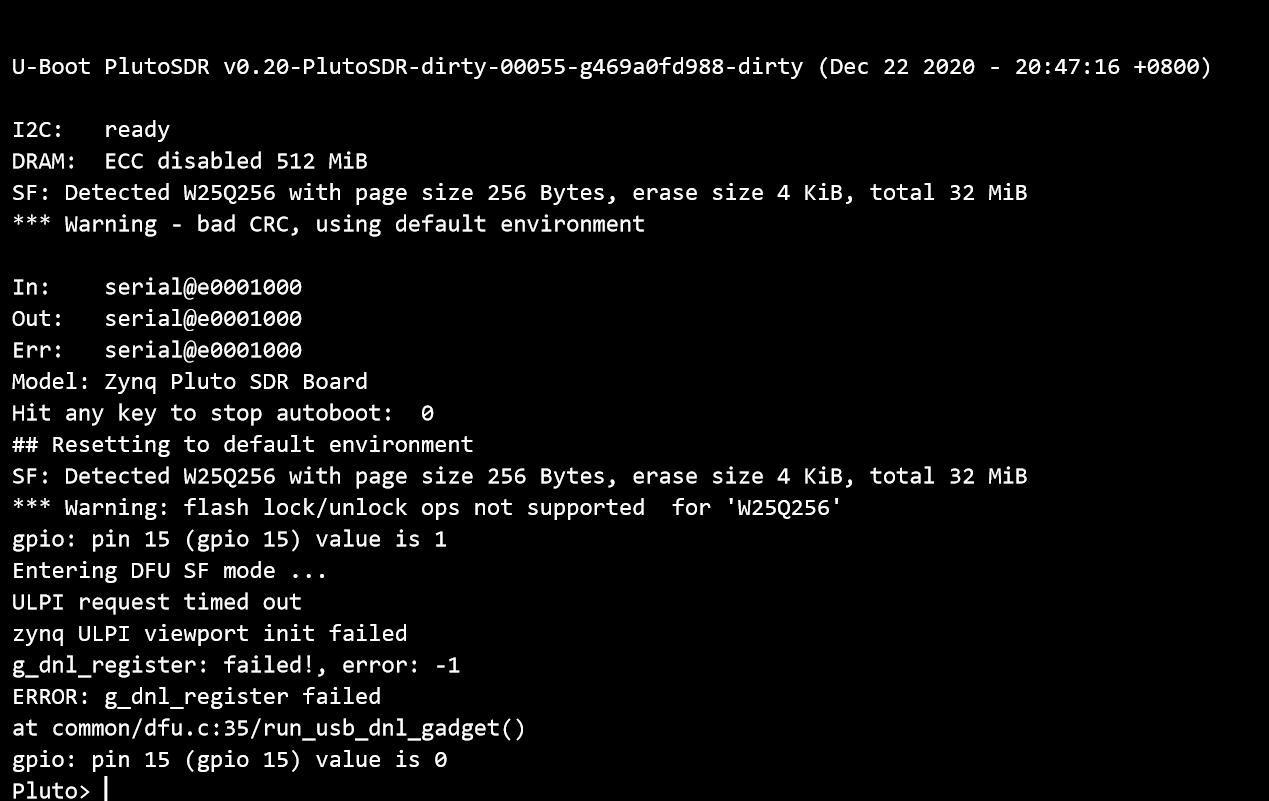 U-Boot PlutoSDR v0.20-PlutoSDR-dirty-00055-g469a0fd988-dirty (Dec 22 2020 - 20:47:16 +0800)
I2C:   ready
DRAM:  ECC disabled 512 MiB
SF: Detected W25Q256 with page size 256 Bytes, erase size 4 KiB, total 32 MiB
*** Warning - bad CRC, using default environment
In:    serial@e0001000
Out:   serial@e0001000
Err:   serial@e0001000
Model: Zynq Pluto SDR Board
Hit any key to stop autoboot:  0
## Resetting to default environment
SF: Detected W25Q256 with page size 256 Bytes, erase size 4 KiB, total 32 MiB
*** Warning: flash lock/unlock ops not supported  for 'W25Q256'
gpio: pin 15 (gpio 15) value is 1
Entering DFU SF mode ...
ULPI request timed out
zynq ULPI viewport init failed
g_dnl_register: failed!, error: -1
ERROR: g_dnl_register failed
at common/dfu.c:35/run_usb_dnl_gadget()
gpio: pin 15 (gpio 15) value is 0
Pluto>